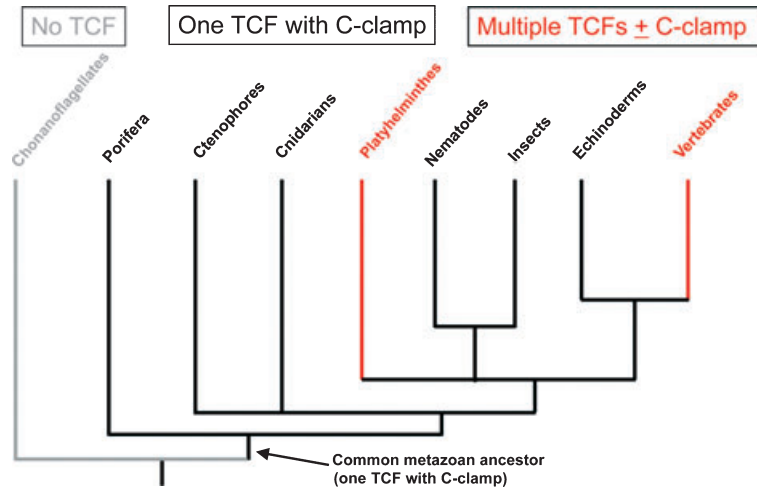 No TCF
One TCF with C-clamp
Multiple TCFs ± C-clamp
Chonanoflagellates
Porifera
Ctenophores
Cnidarians
Platyhelminthes
Nematodes
Insects
Echinoderms
Vertebrates
Common metazoan ancestor
(one TCF with C-clamp)